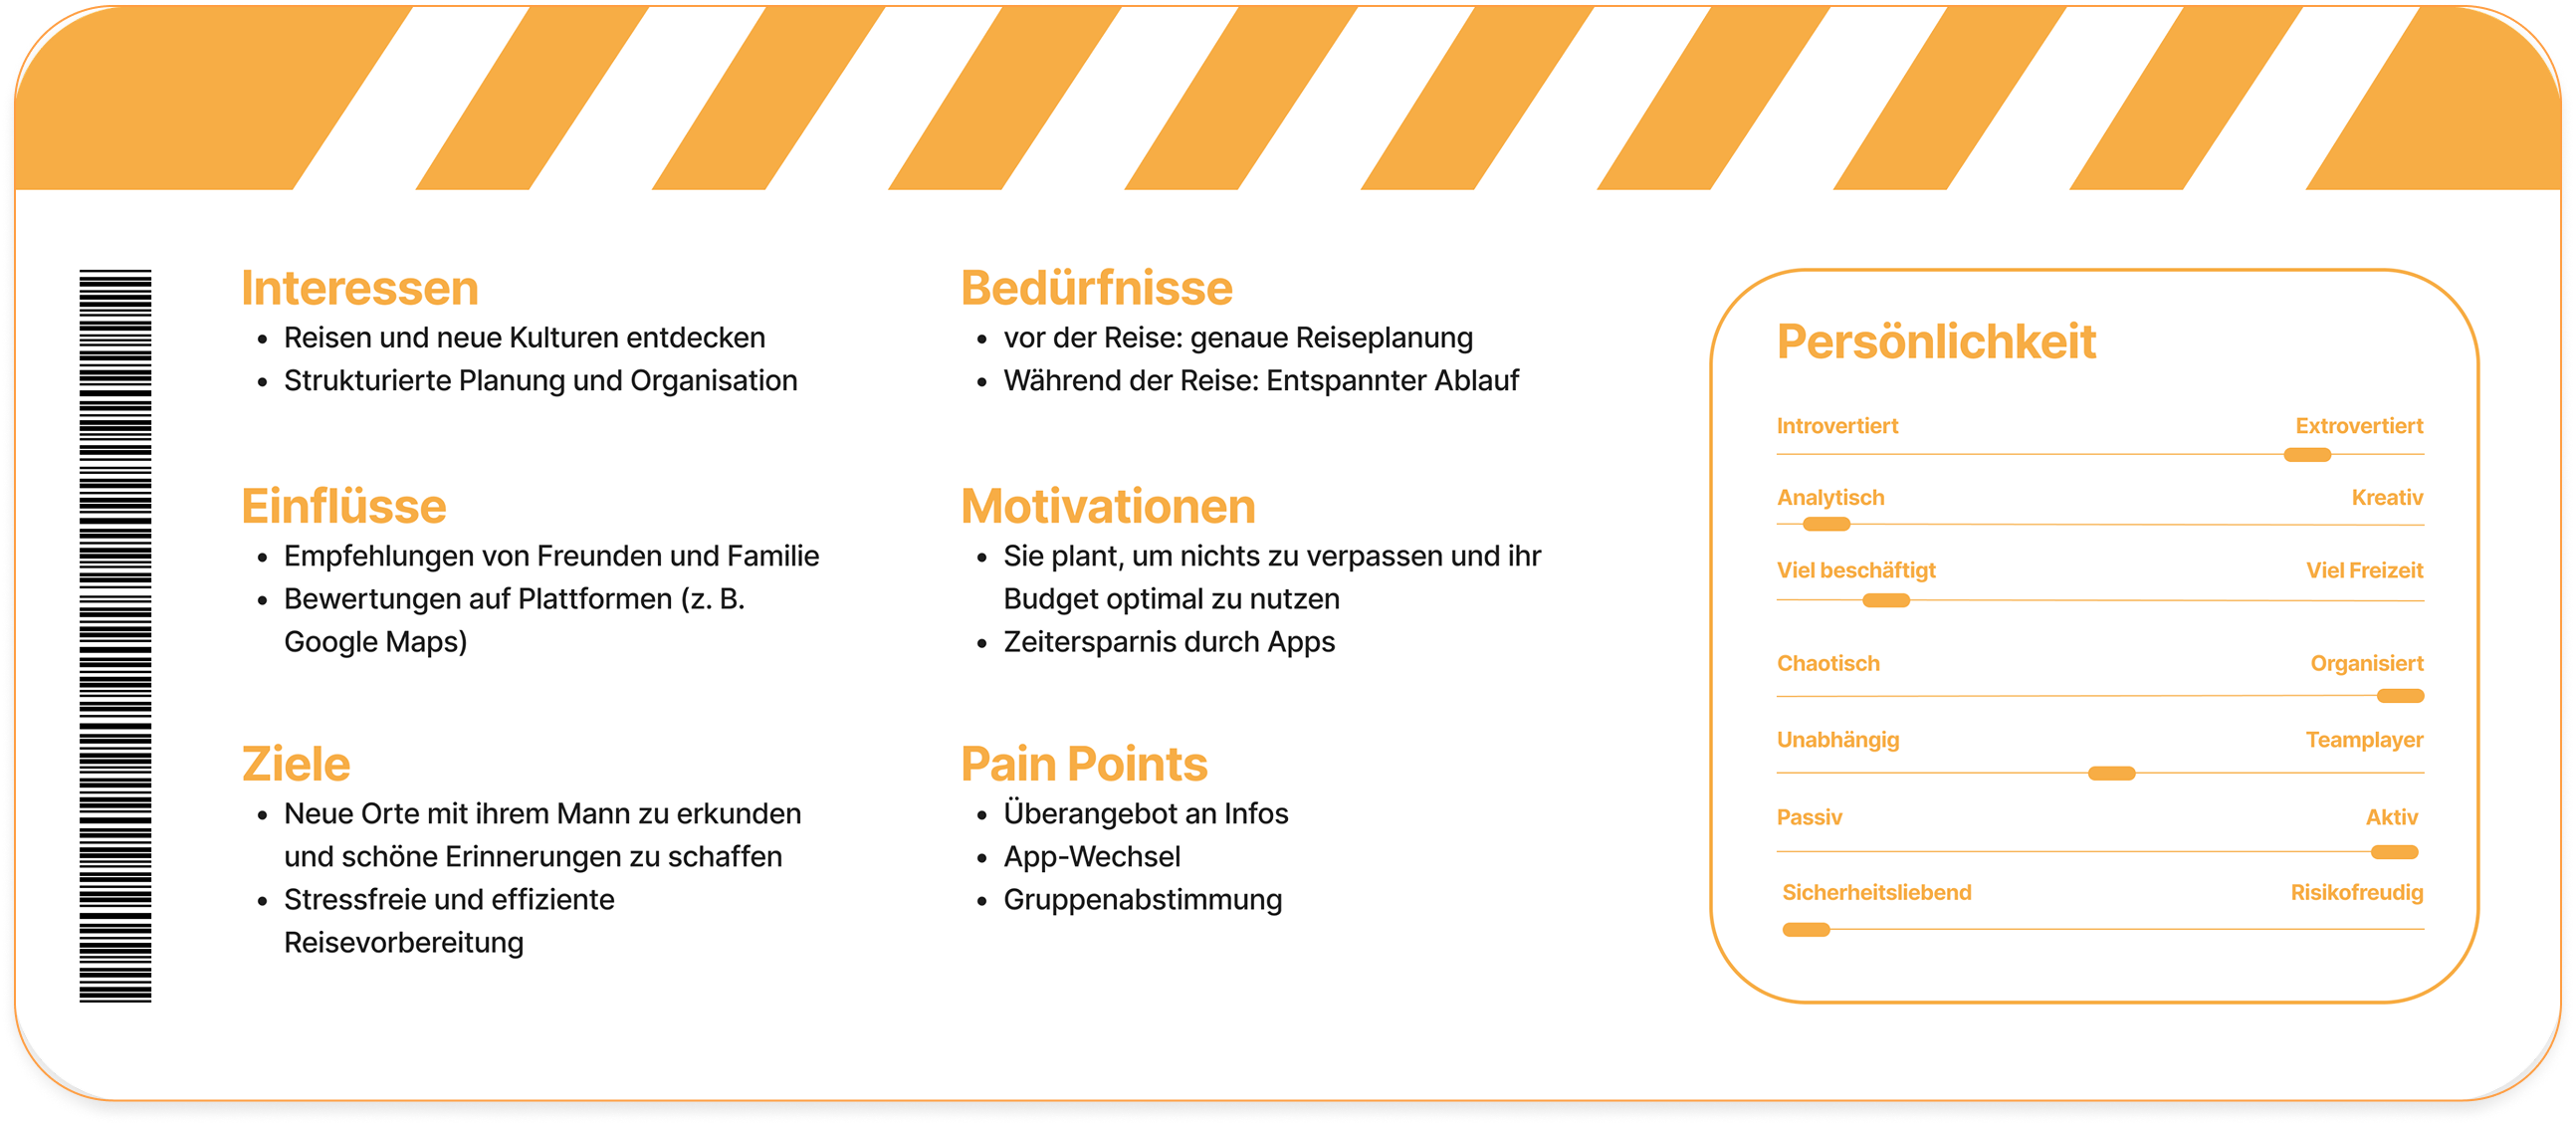 Interessen
• Reisen und neue Kulturen entdecken
• Strukturierte Planung und Organisation
Einflüsse
• Empfehlungen von Freunden und Familie
• Bewertungen auf Plattformen (z. B.
Google Maps)
Ziele
• Neue Orte mit ihrem Mann zu erkunden
und schöne Erinnerungen zu schaffen
• Stressfreie und effiziente
Reisevorbereitung
Bedürfnisse
• vor der Reise: genaue Reiseplanung
• Während der Reise: Entspannter Ablauf
Motivationen
• Sie plant, um nichts zu verpassen und ihr
Budget optimal zu nutzen
• Zeitersparnis durch Apps
Pain Points
• Überangebot an Infos
• App-Wechsel
• Gruppenabstimmung
Persönlichkeit
Introvertiert Extrovertiert
Analytisch Kreativ
Viel beschäftigt Viel Freizeit
Chaotisch Organisiert
Unabhängig Teamplayer
Passiv Aktiv
Sicherheitsliebend Risikofreudig